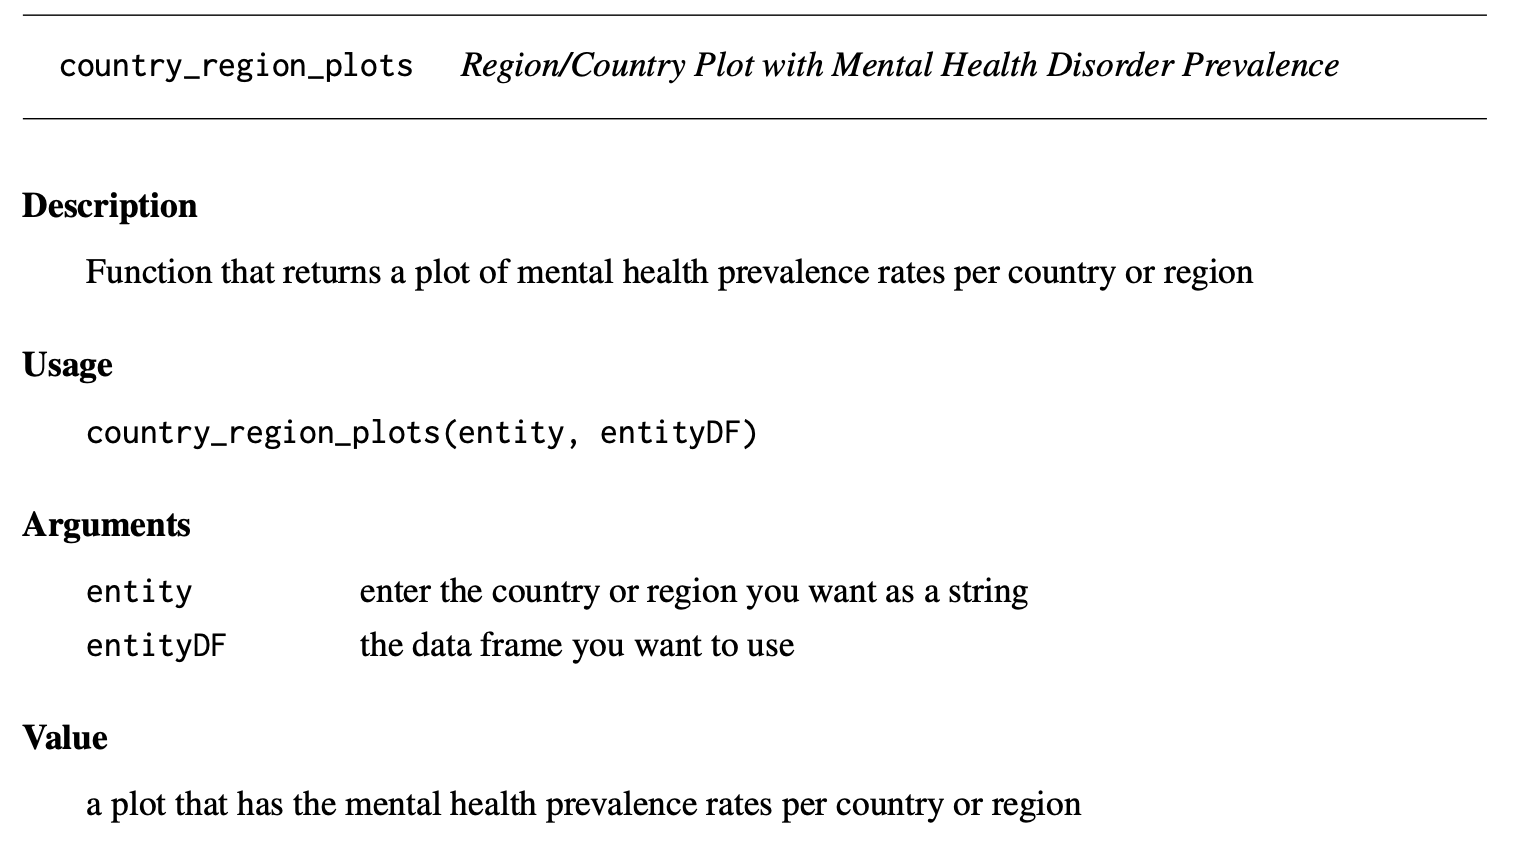 country_region_plots Region/Country Plot with Mental Health Disorder Prevalence
Description
Function that returns a plot of mental health prevalence rates per country or region
Usage
country_region_plots(entity, entityDF)
Arguments
entity enter the country or region you want as a string
entityDF the data frame you want to use
Value
a plot that has the mental health prevalence rates per country or region